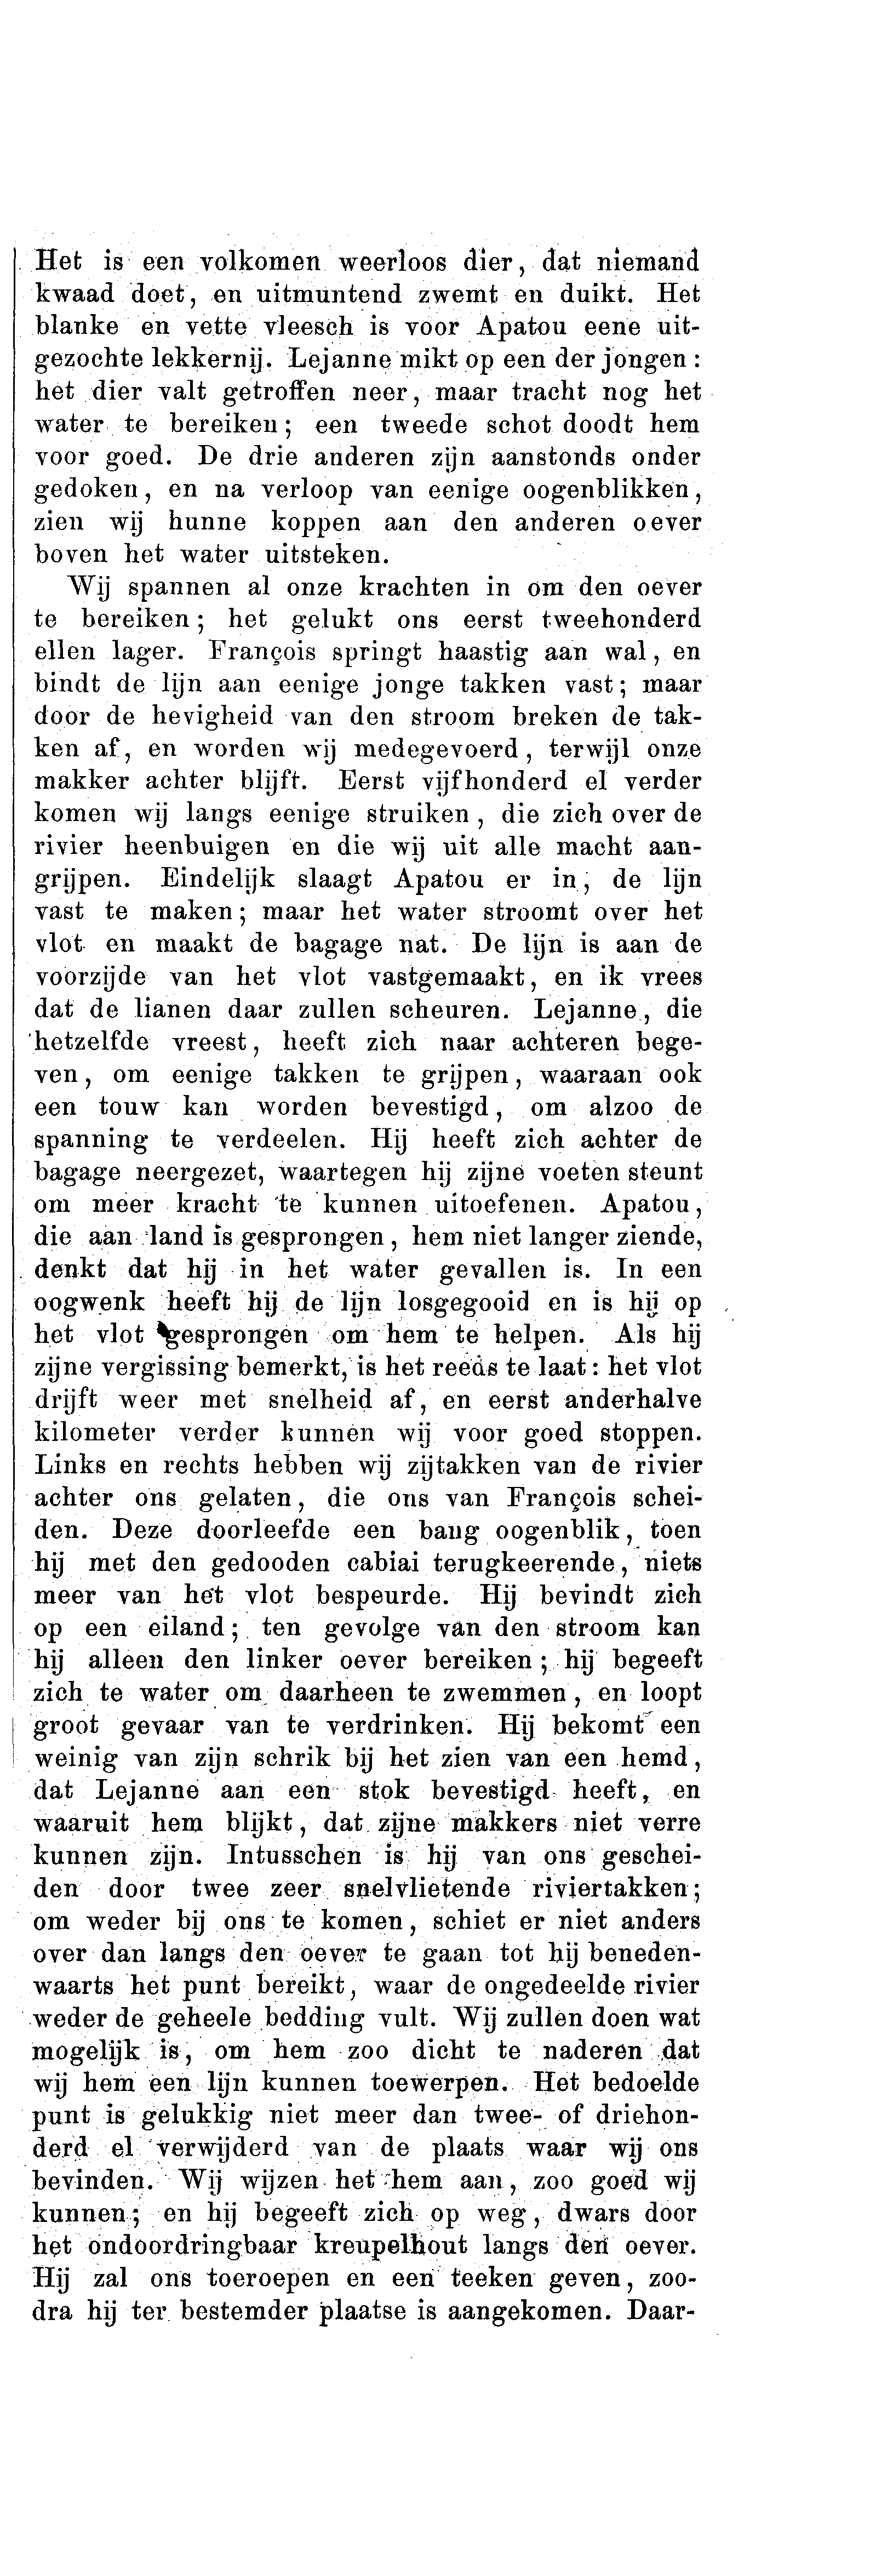 Het is een volkomen weerloos dier, dat niemand
kwaad doet, en uitmuntend zwemt en duikt. Het
blanke en vette vleesch is voor Apatou eene uit-
gezochte lekkernij. Lejanne mikt op een der jongen:
het dier valt getroffen neer, maar tracht nog het
water te bereiken; een tweede schot doodt hem
voor goed. De drie anderen zijn aanstonds onder
gedoken, en na verloop van eenige oogenblikken,
zien wij hunne koppen aan den anderen oever
boven het water uitsteken.
Wij spannen al onze krachten in om den oever
te bereiken; het gelukt ons eerst tweehonderd
ellen lager. François springt haastig aan wal, en
bindt de lijn aan eenige jonge takken vast; maar
door de hevigheid van den stroom breken de tak-
ken af, en worden wij medegevoerd, terwijl onze
makker achter blijft. Eerst vijfhonderd el verder
komen wij langs eenige struiken, die zich over de
rivier heenbuigen en die wij uit alle macht aan-
grijpen. Eindelijk slaagt Apatou er in, de lijn
vast te maken; maar het water stroomt over het
vlot en maakt de bagage nat. De lijn is aan de
voorzijde van het vlot vastgemaakt, en ik vrees
dat de lianen daar zullen scheuren. Lejanne, die
hetzelfde vreest, heeft zich naar achteren bege-
ven, om eenige takken te grijpen, waaraan ook
een touw kan worden bevestigd, om alzoo de
spanning te verdeelen. Hij heeft zich achter de
bagage neergezet, waartegen hij zijne voeten steunt
om meer kracht te kunnen uitoefenen. Apatou,
die aan land is gesprongen, hem niet langer ziende,
denkt dat hij in het water gevallen is. In een
oogwenk heeft hij de lijn losgegooid en is hij op
het vlot gesprongen om hem te helpen. Als hij
zijne vergissing bemerkt, is het reeds te laat: het vlot
drijft weer met snelheid af, en eerst anderhalve
kilometer verder kunnen wij voor goed stoppen.
Links en rechts hebben wij zijtakken van de rivier
achter ons gelaten, die ons van François schei-
den. Deze doorleefde een bang oogenblik, toen
hij met den gedooden cabiai terugkeerende, niets
meer van het vlot bespeurde. Hij bevindt zich
op een eiland; ten gevolge van den stroom kan
hij alleen den linker oever bereiken; hij begeeft
zich te water om daarheen te zwemmen, en loopt
groot gevaar van te verdrinken. Hij bekomt een
weinig van zijn schrik bij het zien van een hemd,
dat Lejanne aan een stok bevestigd heeft, en
waaruit hem blijkt, dat zijne makkers niet verre
kunnen zijn. Intusschen is hij van ons geschei-
den door twee zeer snelvlietende riviertakken;
om weder bij ons te komen, schiet er niet anders
over dan langs den oever te gaan tot hij beneden-
waarts het punt bereikt, waar de ongedeelde rivier
weder de geheele bedding vult. Wij zullen doen wat
mogelijk is, om hem zoo dicht te naderen dat
wij hem een lijn kunnen toewerpen. Het bedoelde
punt is gelukkig niet meer dan twee- of driehon-
derd el verwijderd van de plaats waar wij ons
bevinden. Wij wijzen het hem aan, zoo goed wij
kunnen; en hij begeeft zich op weg, dwars door
het ondoordringbaar kreupelhout langs den oever.
Hij zal ons toeroepen en een teeken geven, zoo-
dra hij ter bestemder plaatse is aangekomen. Daar-